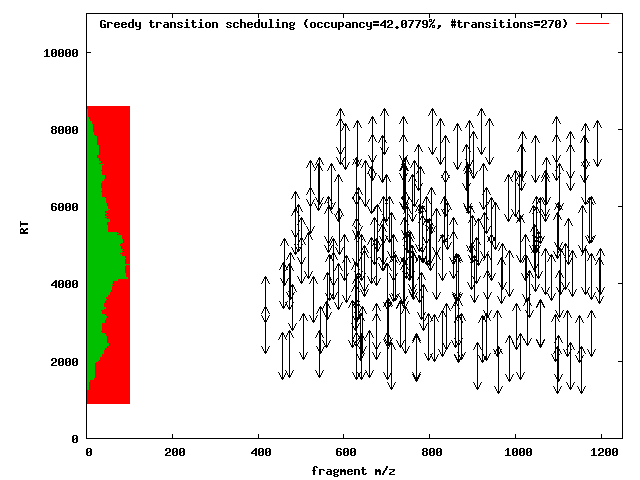 Greedy transition scheduling (occupancy=42.0779%, #transitions=270)
10000
8000
6000
4000
2000
0
RT
0 200 400 600 800 1000 1200
fragment m/z